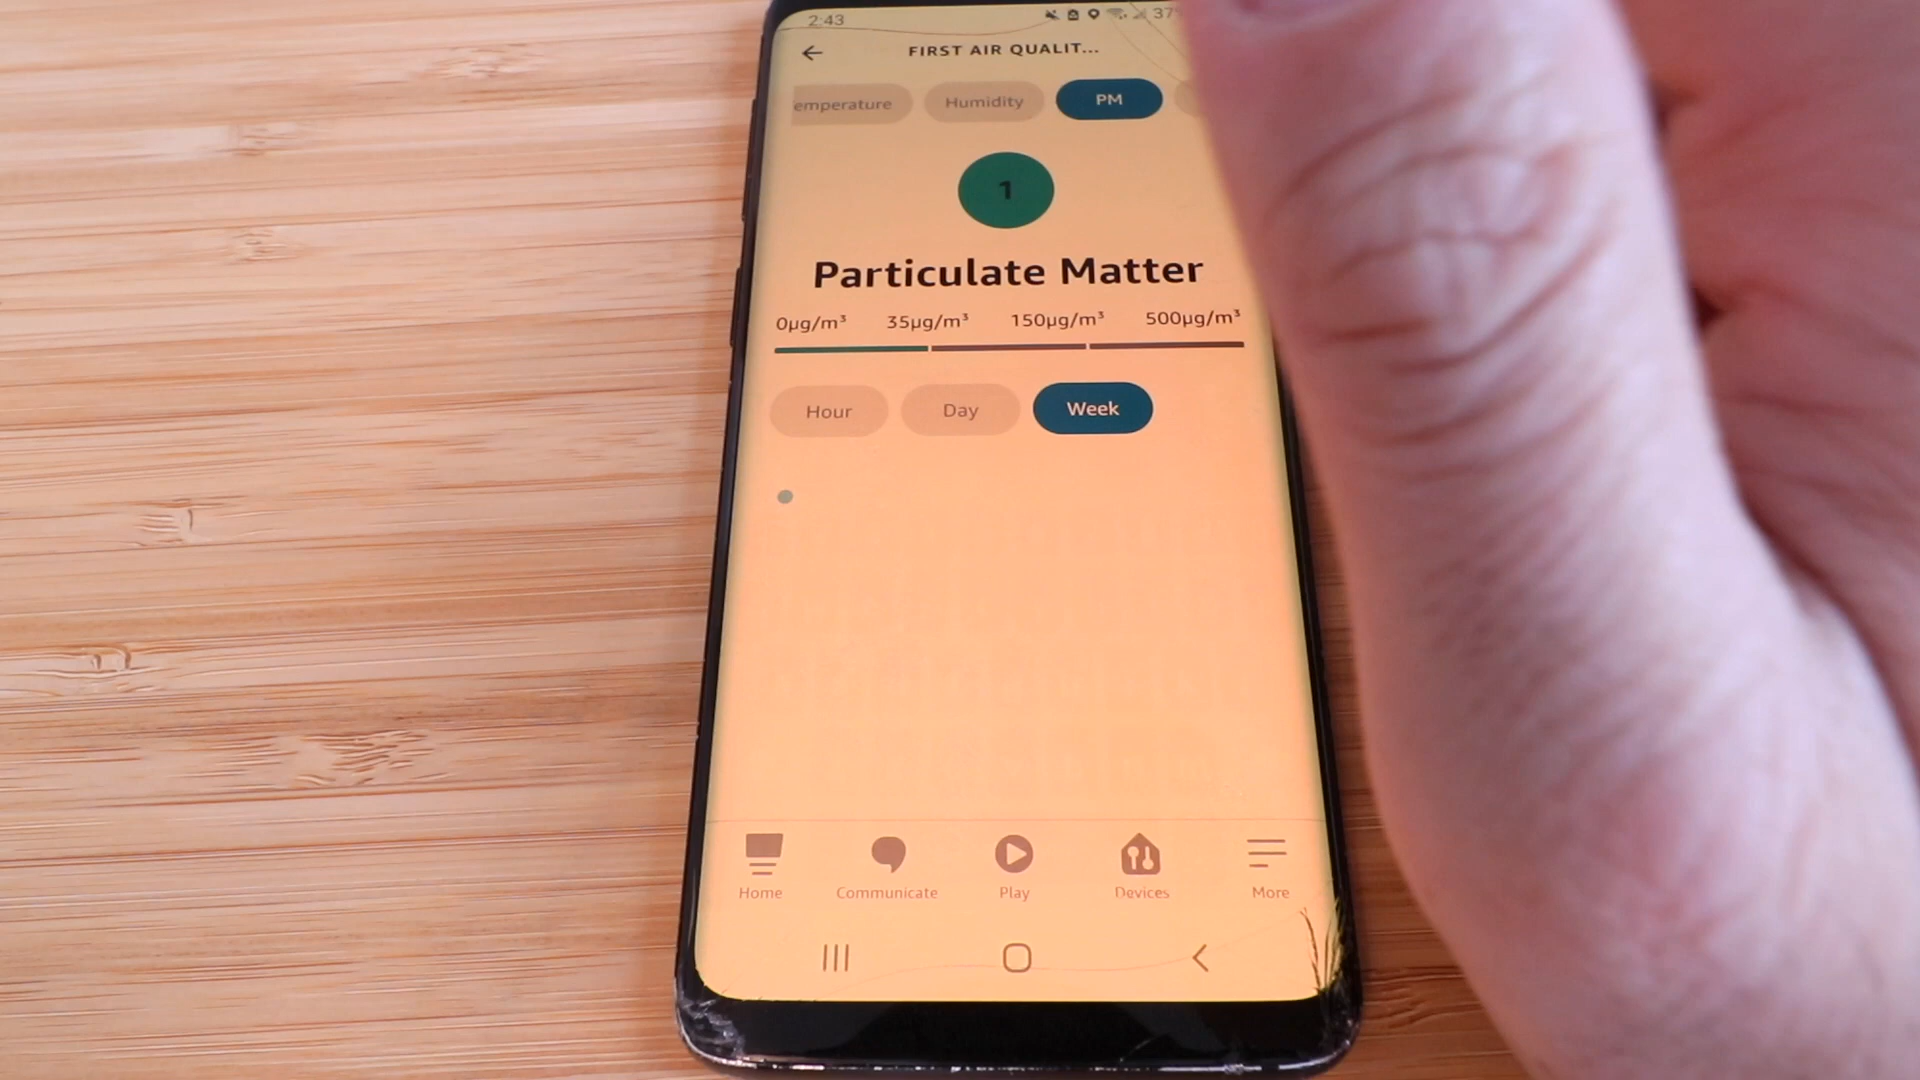 2:43 37
FIRST AIR QUALIT...
emperature Humidity PM
1
Particulate Matter
0µg/m³ 35µg/m³ 150µg/m³ 500µg/m³
Hour Day Week
Home Communicate Play Devices More